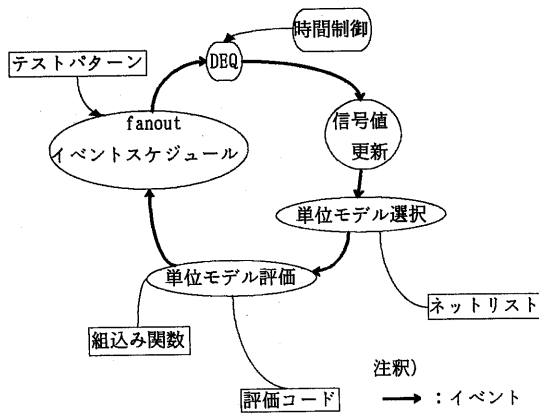 時間制御
DEQ
テストパターン
fanout
イベントスケジュール
信号値
更新
単位モデル選択
単位モデル評価
ネットリスト
組込み関数
評価コード
注釈)
：イベント